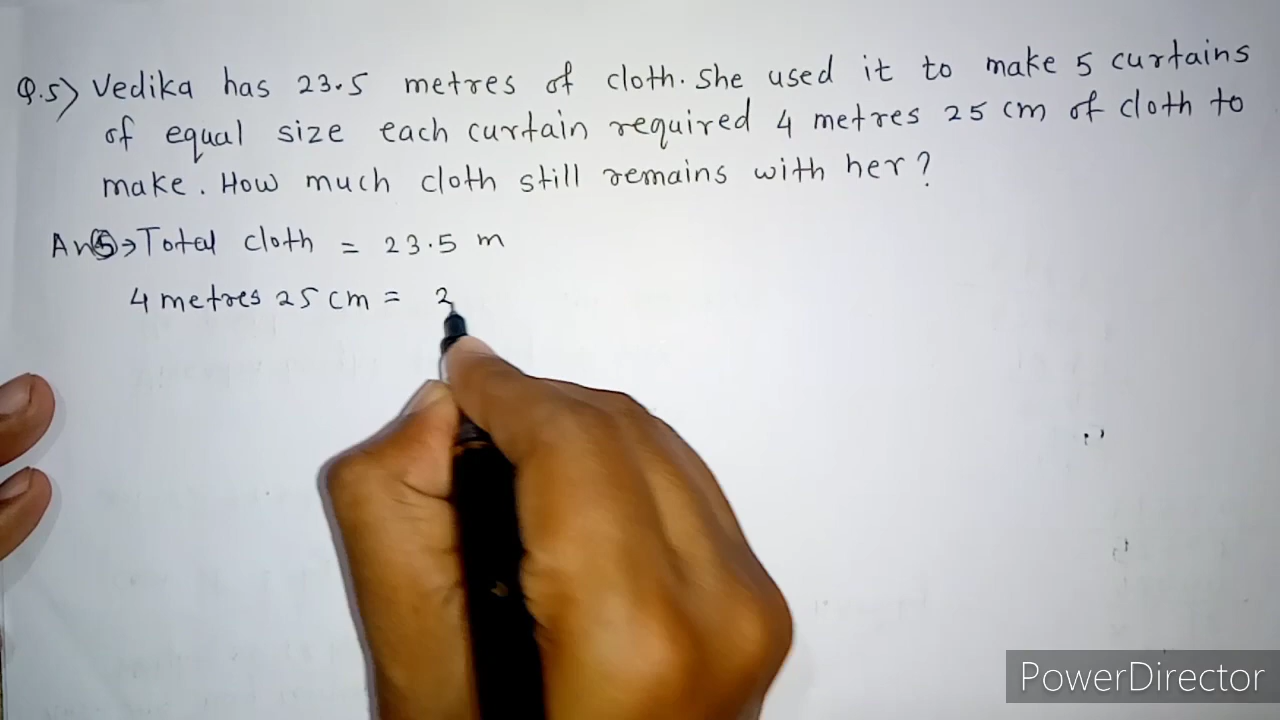 Q.5) Vedika has 23.5 metres of cloth. She used it to make 5 curtains
of equal size each curtain required 4 metres 25 cm of cloth to
make. How much cloth still remains with her?
Ans5→Total cloth = 23.5 m
4 metres 25 cm = 2
PowerDirector